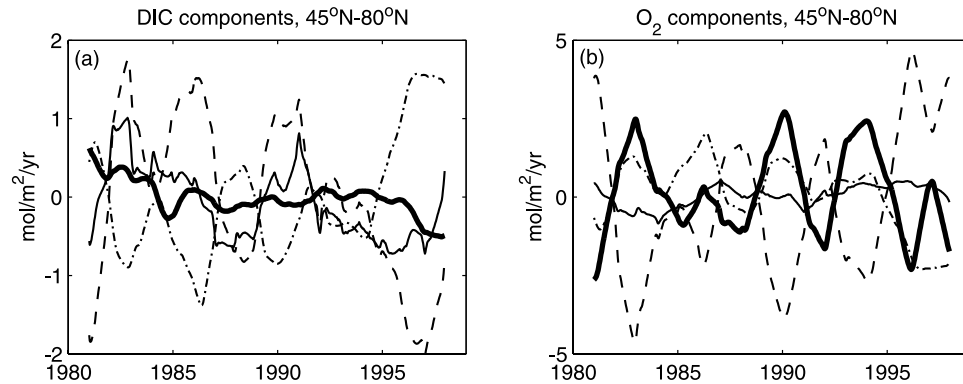 DIC components, 45°N-80°N
(a)
mol/m²/yr
2
1
0
-1
-2
1980 1985 1990 1995
O₂ components, 45°N-80°N
(b)
mol/m²/yr
5
0
-5
1980 1985 1990 1995